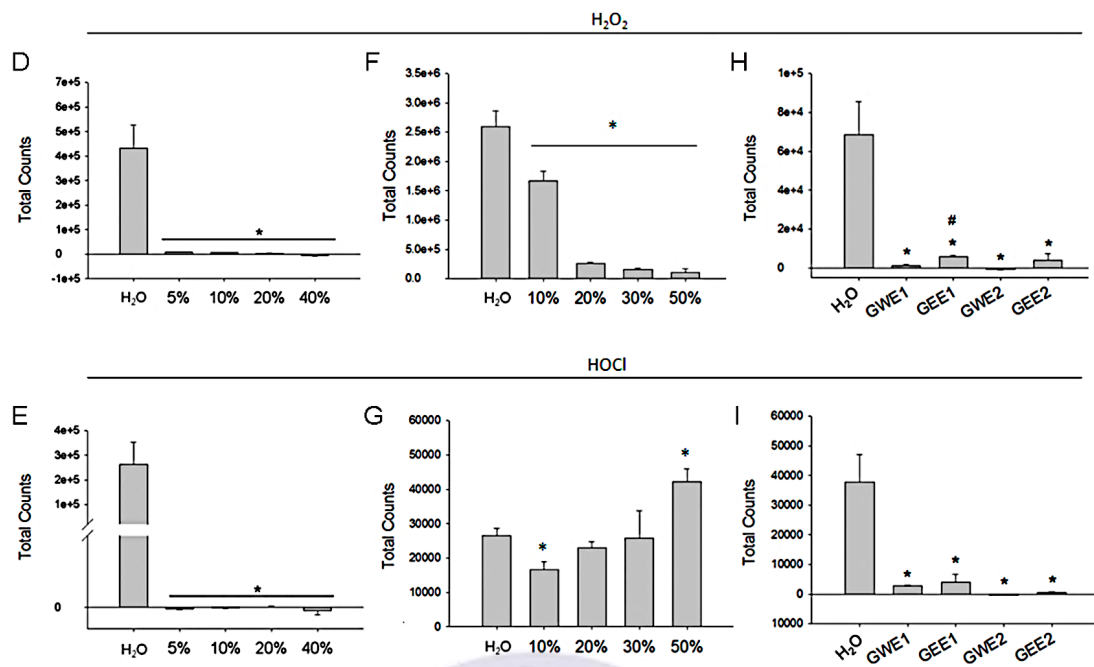 H₂O₂
D
Total Counts
7e+5
6e+5
5e+5
4e+5
3e+5
2e+5
1e+5
0
-1e+5
*
H₂O 5% 10% 20% 40%
F
Total Counts
3.5e+6
3.0e+6
2.5e+6
2.0e+6
1.5e+6
1.0e+6
5.0e+5
0.0
*
H₂O 10% 20% 30% 50%
H
Total Counts
1e+5
8e+4
6e+4
4e+4
2e+4
0
#
* * * *
H₂O GWE1 GEE1 GWE2 GEE2
HOCl
E
Total Counts
4e+5
3e+5
2e+5
1e+5
0
*
H₂O 5% 10% 20% 40%
G
Total Counts
60000
50000
40000
30000
20000
10000
0
* *
H₂O 10% 20% 30% 50%
I
Total Counts
60000
50000
40000
30000
20000
10000
0
10000
* * * *
H₂O GWE1 GEE1 GWE2 GEE2